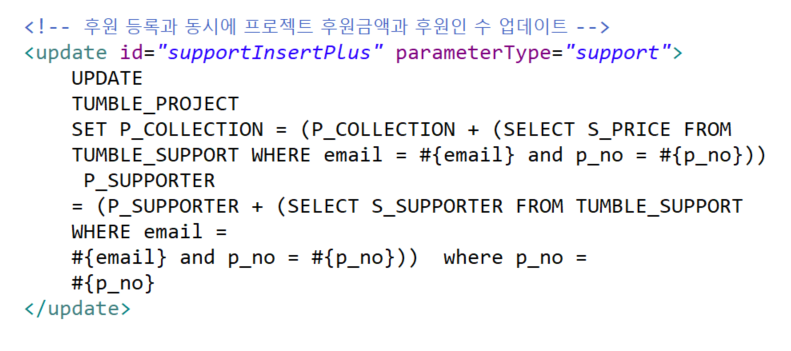 <!-- 후원 등록과 동시에 프로젝트 후원금액과 후원인 수 업데이트 -->
<update id="supportInsertPlus" parameterType="support">
UPDATE
TUMBLE_PROJECT
SET P_COLLECTION = (P_COLLECTION + (SELECT S_PRICE FROM
TUMBLE_SUPPORT WHERE email = #{email} and p_no = #{p_no}))
P_SUPPORTER
= (P_SUPPORTER + (SELECT S_SUPPORTER FROM TUMBLE_SUPPORT
WHERE email =
#{email} and p_no = #{p_no}))  where p_no =
#{p_no}
</update>